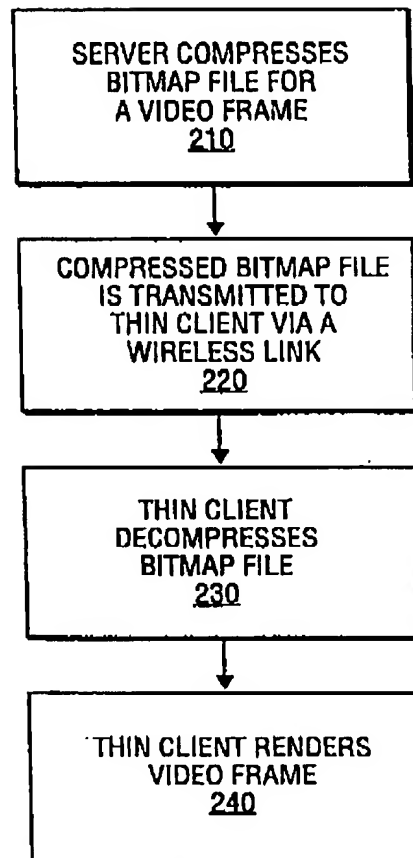 SERVER COMPRESSES
BITMAP FILE FOR
A VIDEO FRAME
210
COMPRESSED BITMAP FILE
IS TRANSMITTED TO
THIN CLIENT VIA A
WIRELESS LINK
220
THIN CLIENT
DECOMPRESSES
BITMAP FILE
230
THIN CLIENT RENDERS
VIDEO FRAME
240